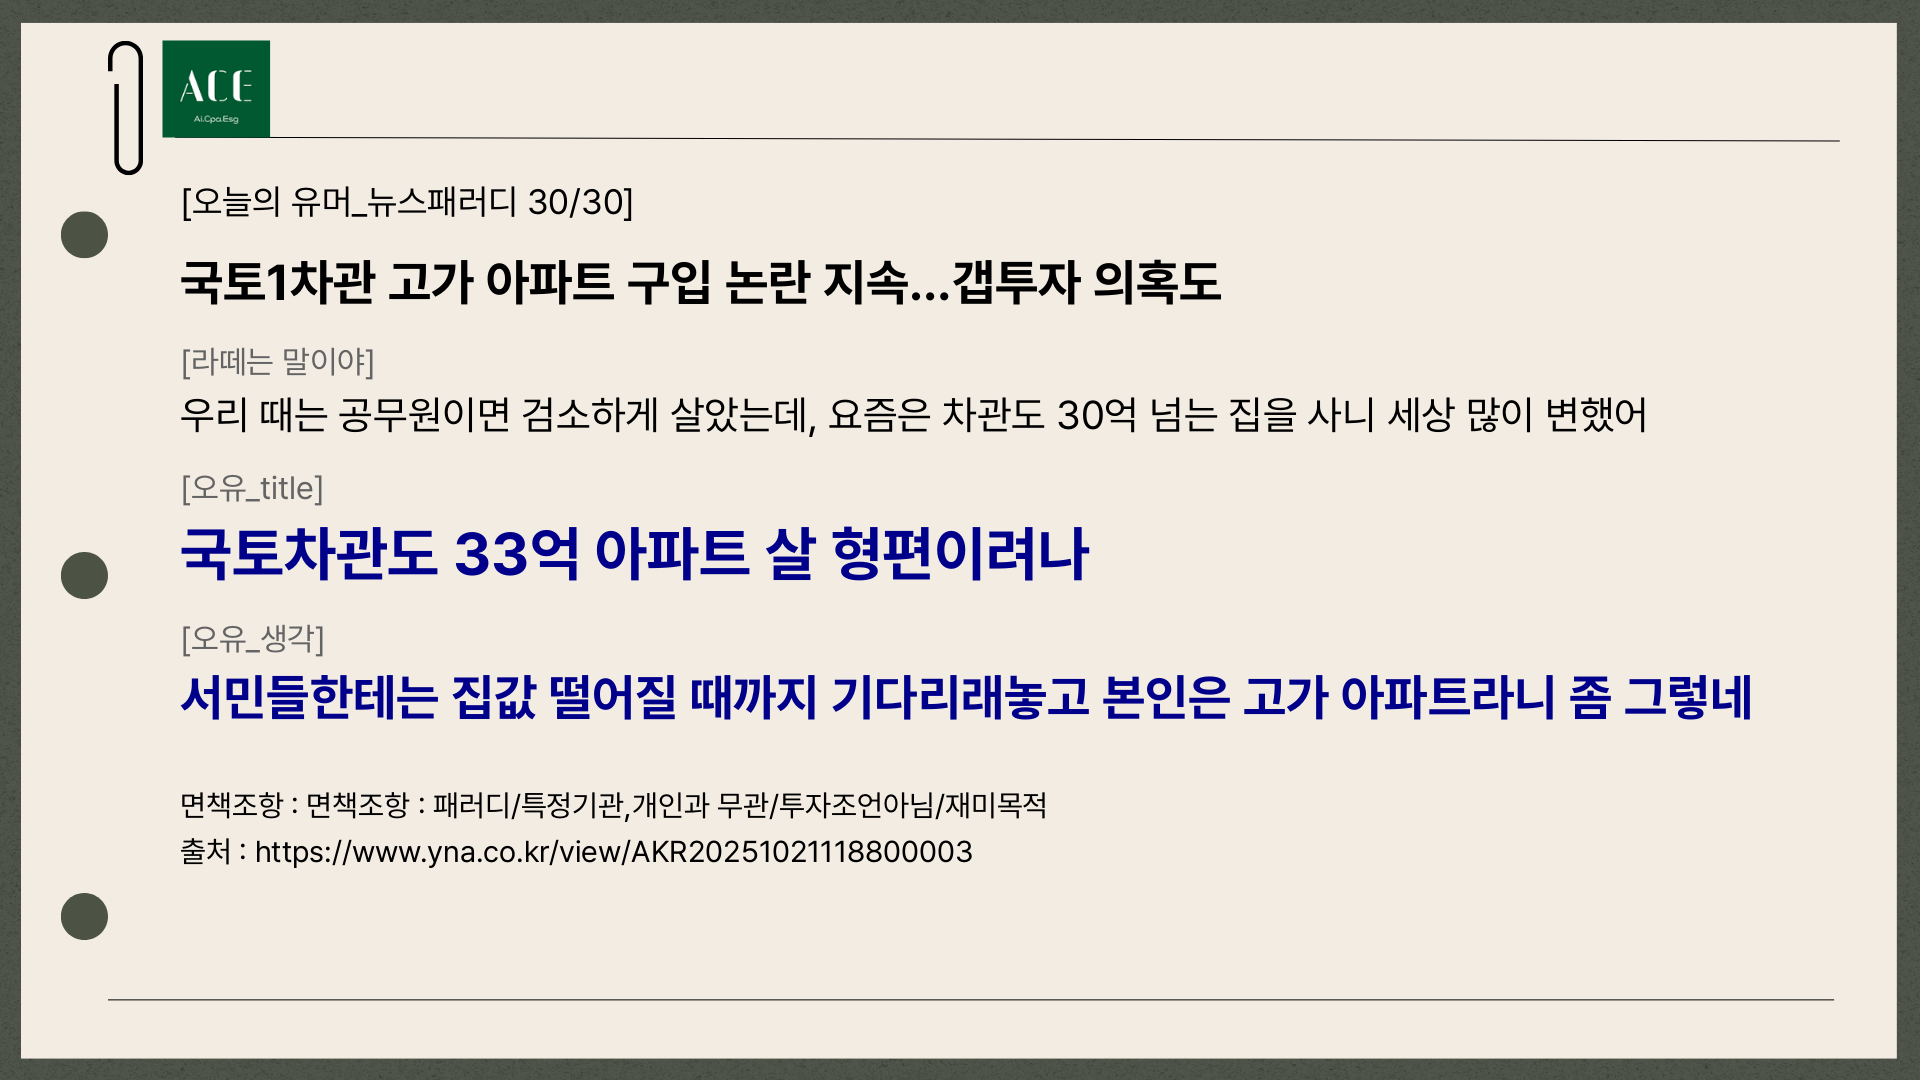 ACE
Ai.Cpa.Esg
[오늘의 유머_뉴스패러디 30/30]
국토1차관 고가 아파트 구입 논란 지속...갭투자 의혹도
[라떼는 말이야]
우리 때는 공무원이면 검소하게 살았는데, 요즘은 차관도 30억 넘는 집을 사니 세상 많이 변했어
[오유_title]
국토차관도 33억 아파트 살 형편이려나
[오유_생각]
서민들한테는 집값 떨어질 때까지 기다리래놓고 본인은 고가 아파트라니 좀 그렇네
면책조항 : 면책조항 : 패러디/특정기관,개인과 무관/투자조언아님/재미목적
출처 : https://www.yna.co.kr/view/AKR20251021118800003